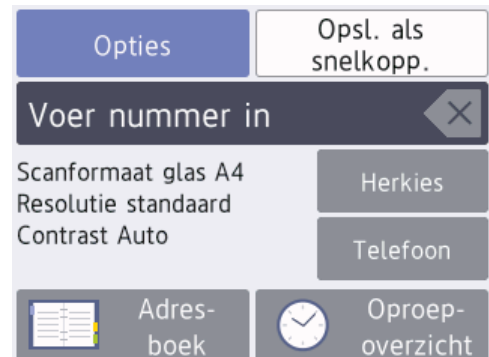 Opties
Opsl. als
snelkopp.
Voer nummer in
Scanformaat glas A4
Resolutie standaard
Contrast Auto
Herkies
Telefoon
Adres-
boek
Oproep-
overzicht